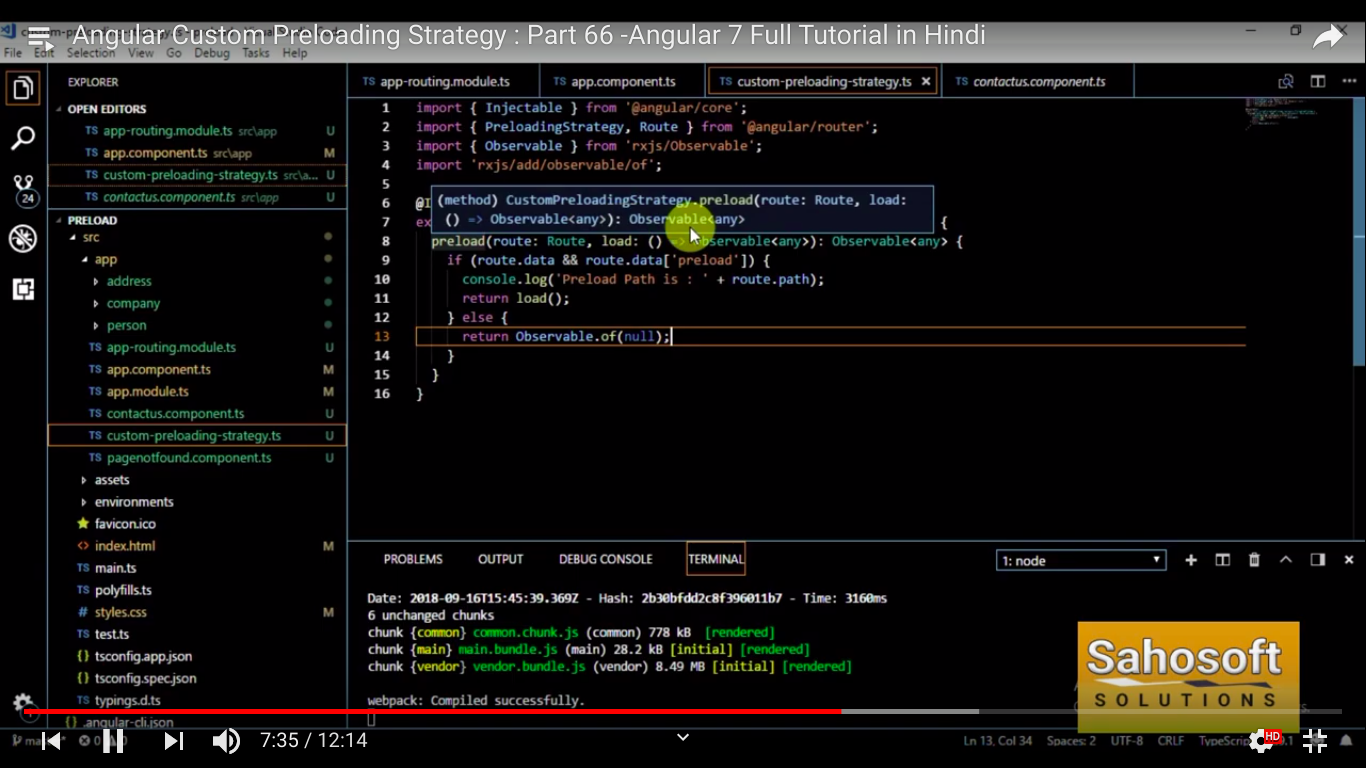 Angular Custom Preloading Strategy : Part 66 -Angular 7 Full Tutorial in Hindi
File Edit Selection View Go Debug Tasks Help
EXPLORER
OPEN EDITORS
TS app-routing.module.ts src\app U
TS app.component.ts src\app M
TS custom-preloading-strategy.ts src\a... U
TS contactus.component.ts src\app U
24
PRELOAD
src
app
address
company
person
TS app-routing.module.ts U
TS app.component.ts M
TS app.module.ts M
TS contactus.component.ts U
TS custom-preloading-strategy.ts U
TS pagenotfound.component.ts U
assets
environments
favicon.ico
<> index.html M
TS main.ts
TS polyfills.ts
# styles.css M
TS test.ts
{} tsconfig.app.json
{} tsconfig.spec.json
TS typings.d.ts
{} .angular-cli.json
TS app-routing.module.ts TS app.component.ts TS custom-preloading-strategy.ts × TS contactus.component.ts
1 import { Injectable } from '@angular/core';
2 import { PreloadingStrategy, Route } from '@angular/router';
3 import { Observable } from 'rxjs/Observable';
4 import 'rxjs/add/observable/of';
5
(method) CustomPreloadingStrategy.preload(route: Route, load:
() => Observable<any>): Observable<any>
6 @I
7 ex {
8 preload(route: Route, load: () => Observable<any>): Observable<any> {
9 if (route.data && route.data['preload']) {
10 console.log('Preload Path is : ' + route.path);
11 return load();
12 } else {
13 return Observable.of(null);
14 }
15 }
16 }
PROBLEMS OUTPUT DEBUG CONSOLE TERMINAL 1: node
Date: 2018-09-16T15:45:39.369Z - Hash: 2b30bfdd2c8f396011b7 - Time: 3160ms
6 unchanged chunks
chunk {common} common.chunk.js (common) 778 kB [rendered]
chunk {main} main.bundle.js (main) 28.2 kB [initial] [rendered]
chunk {vendor} vendor.bundle.js (vendor) 8.49 MB [initial] [rendered]
webpack: Compiled successfully.
Sahosoft
SOLUTIONS
7:35 / 12:14
Ln 13, Col 34 Spaces: 2 UTF-8 CRLF
HD